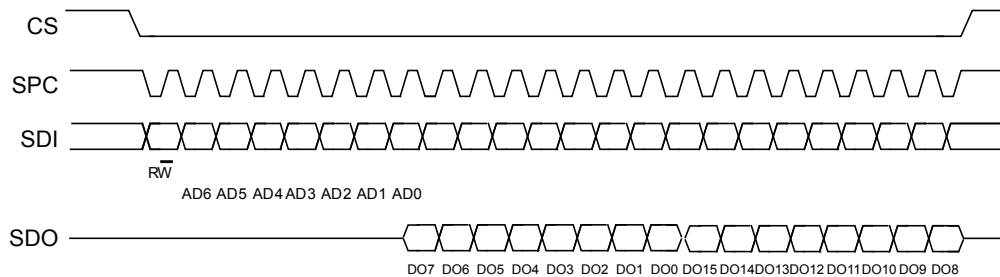 CS
SPC
SDI
RW
AD6 AD5 AD4 AD3 AD2 AD1 AD0
SDO
DO7 DO6 DO5 DO4 DO3 DO2 DO1 DO0 DO15 DO14 DO13 DO12 DO11 DO10 DO9 DO8